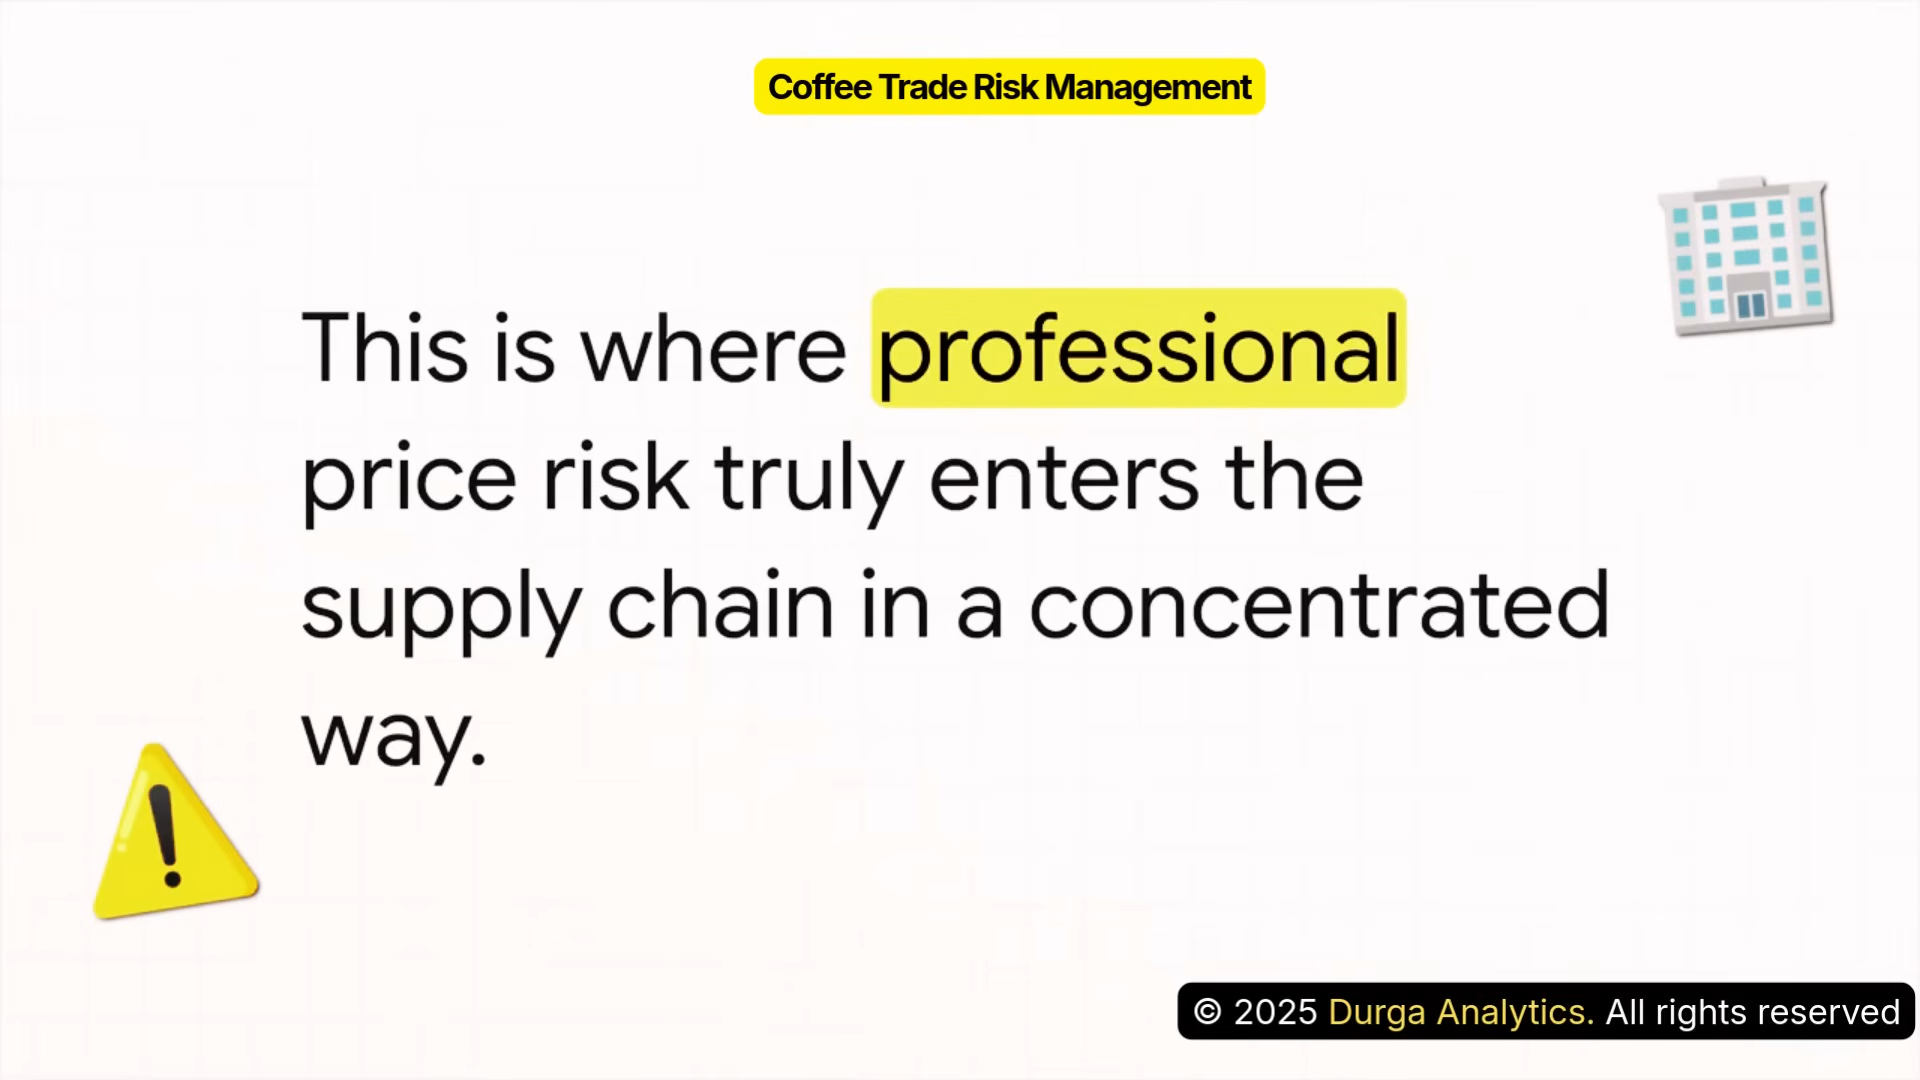 Coffee Trade Risk Management
This is where professional
price risk truly enters the
supply chain in a concentrated
way.
© 2025 Durga Analytics. All rights reserved